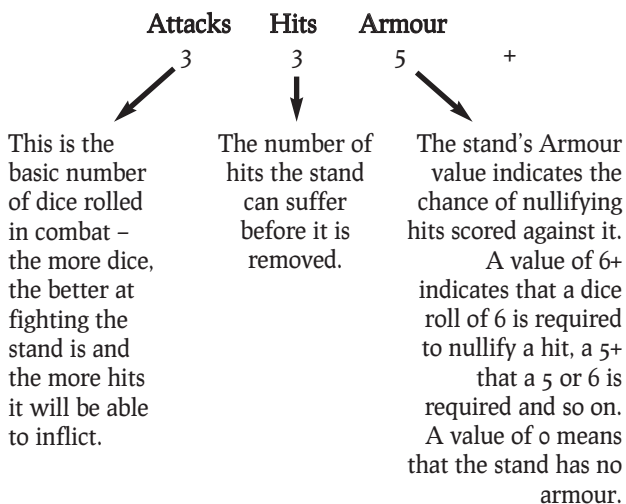 Attacks Hits Armour
3 3 5 +
This is the
basic number
of dice rolled
in combat –
the more dice,
the better at
fighting the
stand is and
the more hits
it will be able
to inflict.
The number of
hits the stand
can suffer
before it is
removed.
The stand's Armour
value indicates the
chance of nullifying
hits scored against it.
A value of 6+
indicates that a dice
roll of 6 is required
to nullify a hit, a 5+
that a 5 or 6 is
required and so on.
A value of 0 means
that the stand has no
armour.